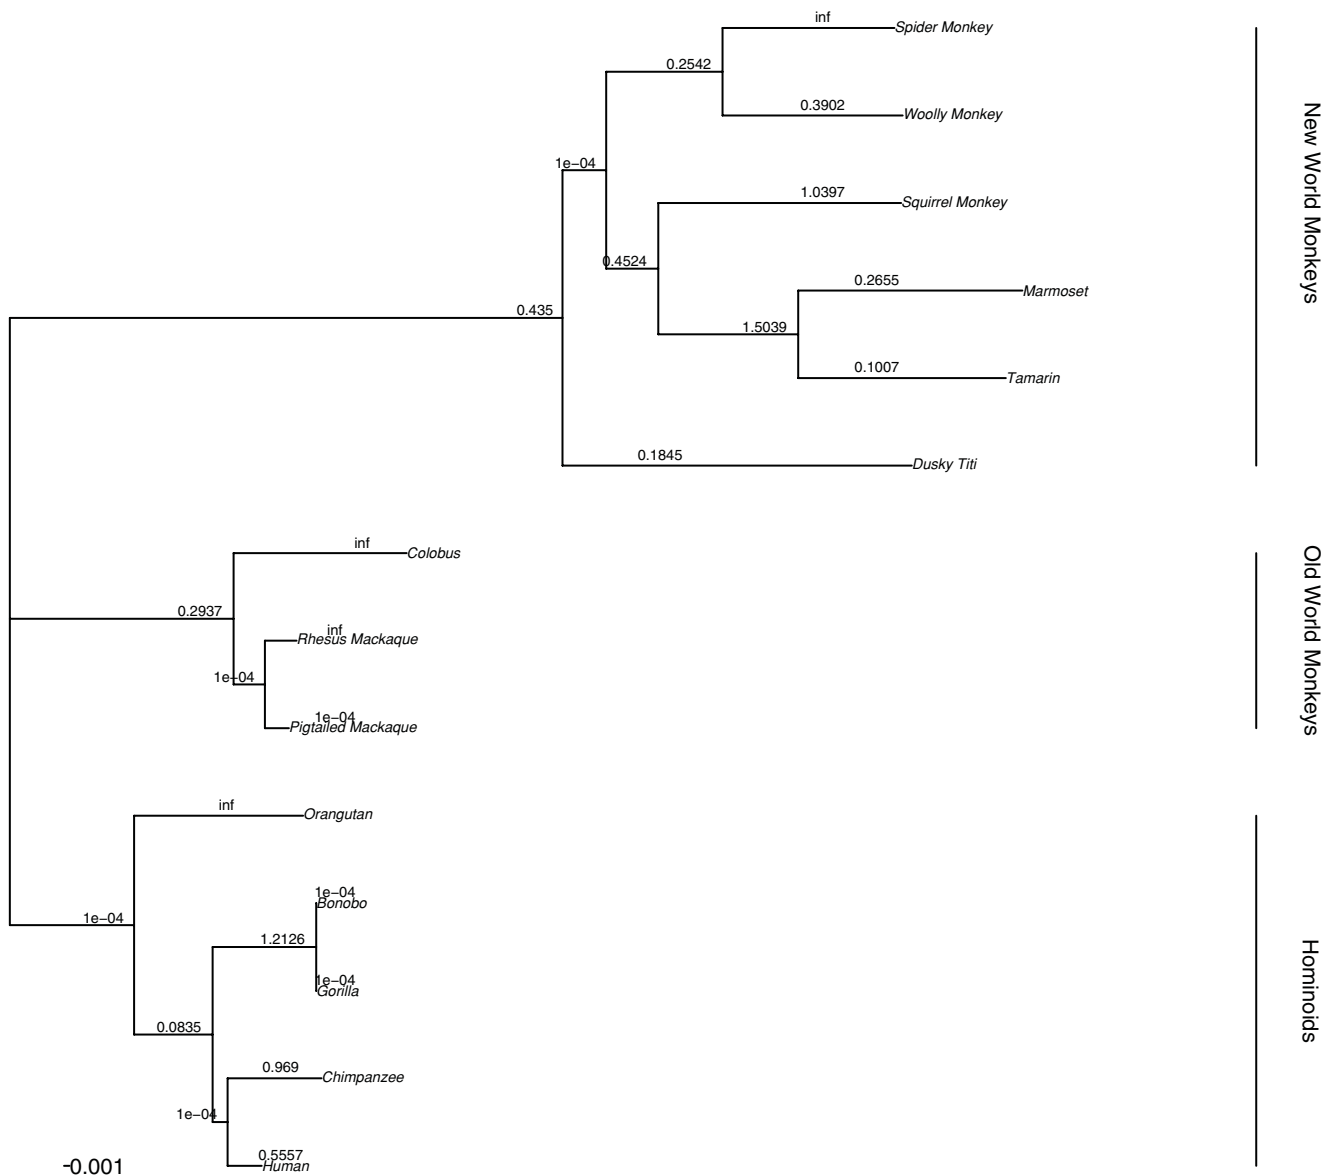 inf
Spider Monkey
0.2542
0.3902
Woolly Monkey
1e−04
1.0397
Squirrel Monkey
0.4524
0.2655
Marmoset
0.435
1.5039
0.1007
Tamarin
0.1845
Dusky Titi
New World Monkeys
inf
Colobus
0.2937
inf
Rhesus Mackaque
1e−04
1e−04
Pigtailed Mackaque
Old World Monkeys
inf
Orangutan
1e−04
1e−04
Bonobo
1.2126
1e−04
Gorilla
0.0835
0.969
Chimpanzee
1e−04
0.5557
Human
Hominoids
-0.001